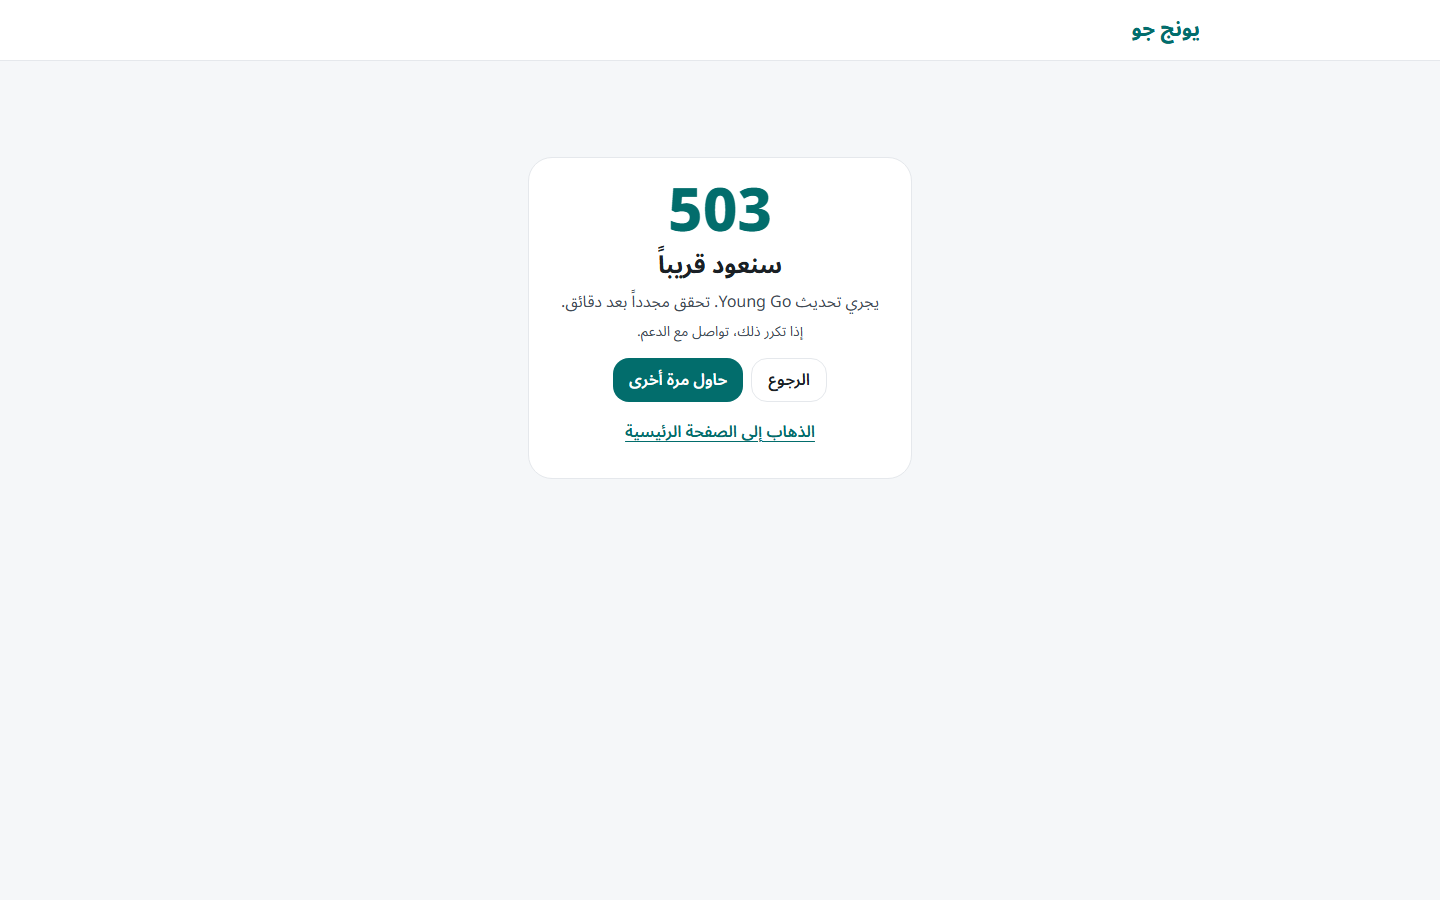 يونج جو
503
سنعود قريباً
يجري تحديث Young Go. تحقق مجدداً بعد دقائق.
إذا تكرر ذلك، تواصل مع الدعم.
الرجوع
حاول مرة أخرى
الذهاب إلى الصفحة الرئيسية